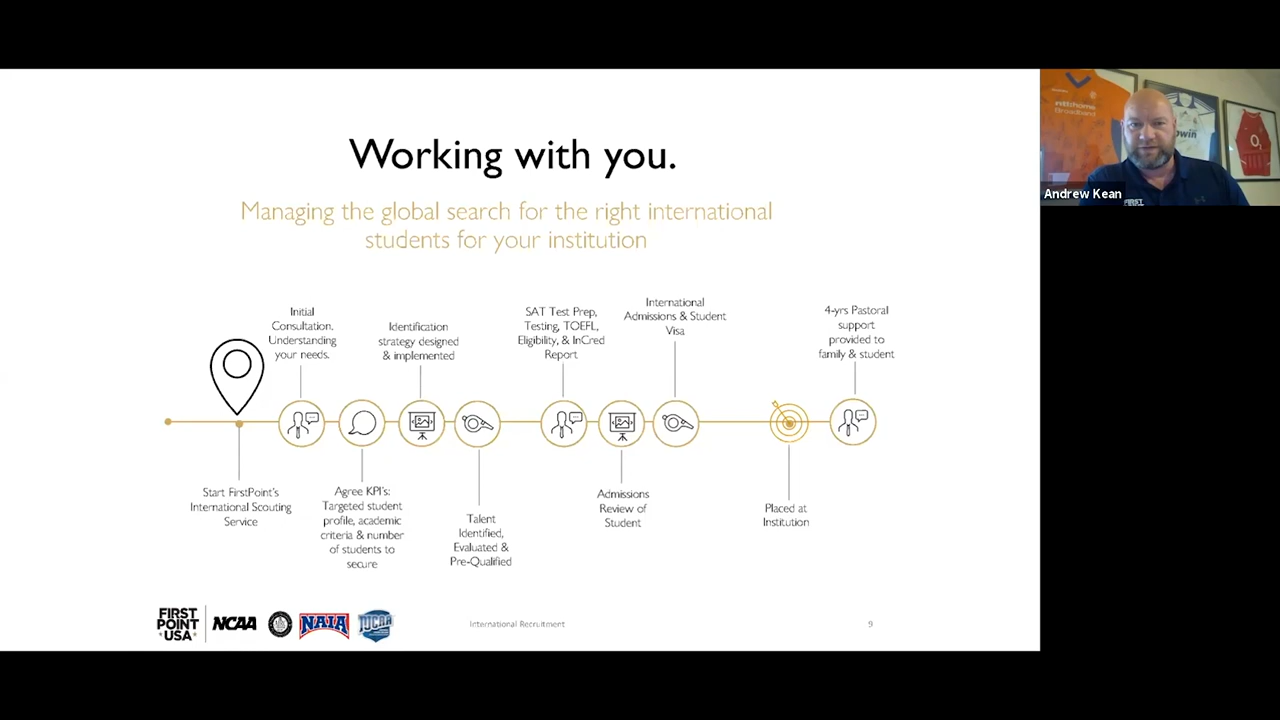 Working with you.
Managing the global search for the right international
students for your institution
Initial
Consultation.
Understanding
your needs.
Identification
strategy designed
& implemented
SAT Test Prep,
Testing, TOEFL,
Eligibility, & InCred
Report
International
Admissions & Student
Visa
4-yrs Pastoral
support
provided to
family & student
Start FirstPoint's
International Scouting
Service
Agree KPI's:
Targeted student
profile, academic
criteria & number
of students to
secure
Talent
Identified,
Evaluated &
Pre-Qualified
Admissions
Review of
Student
Placed at
Institution
FIRST
POINT
USA
NCAA
NAIA
NJCAA
International Recruitment
9
Andrew Kean
FIRST
Broadband
O2